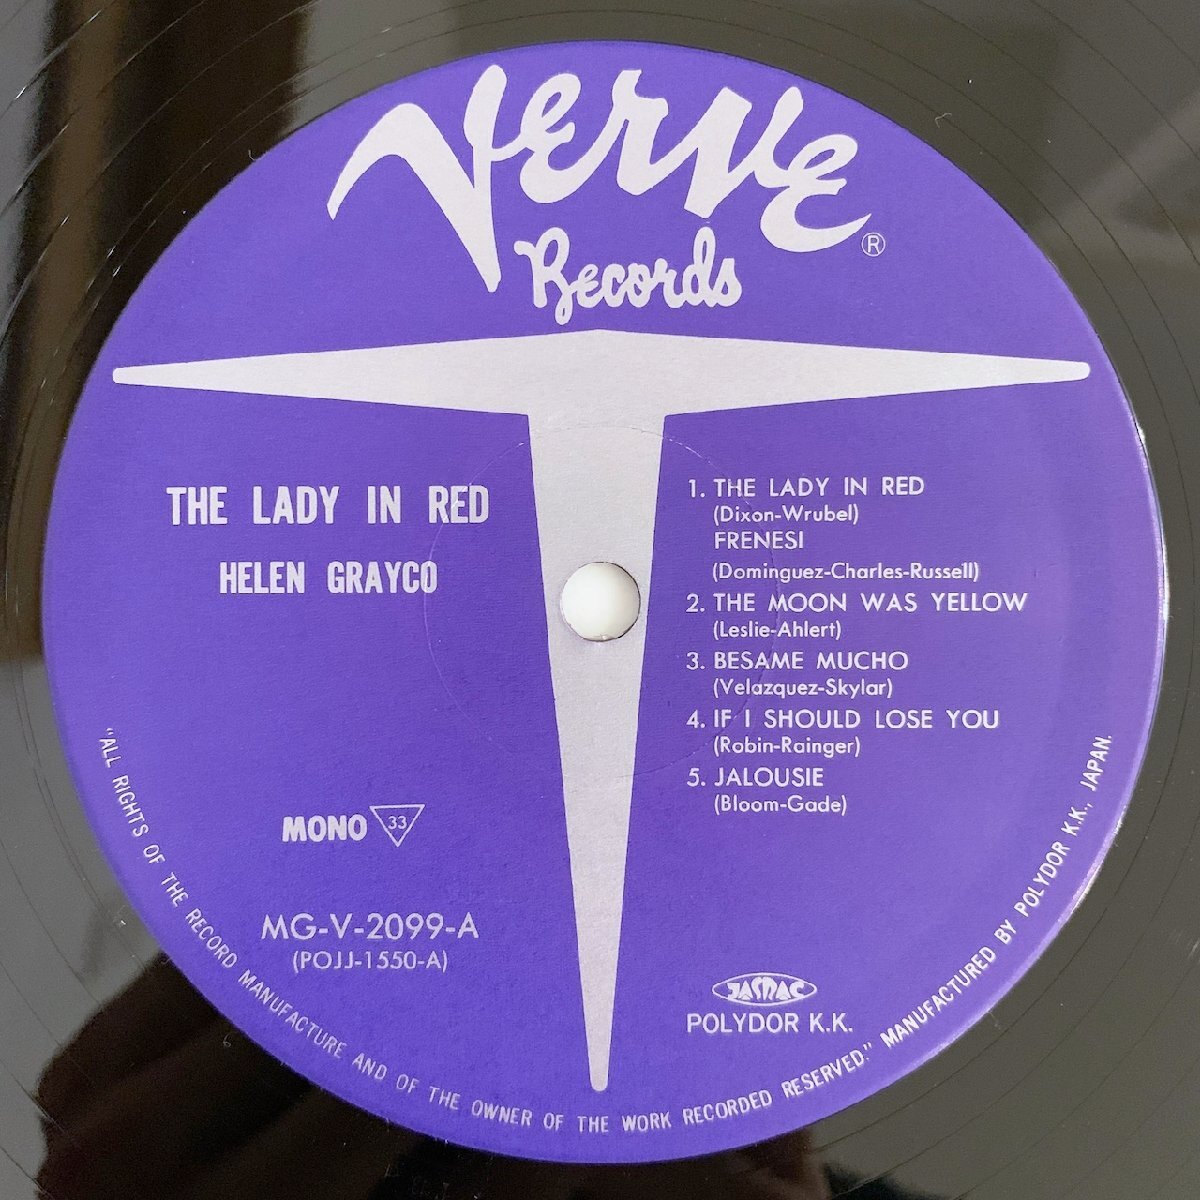 Verve
Records ®
THE LADY IN RED
HELEN GRAYCO
1. THE LADY IN RED
(Dixon-Wrubel)
FRENESI
(Dominguez-Charles-Russell)
2. THE MOON WAS YELLOW
(Leslie-Ahlert)
3. BESAME MUCHO
(Velazquez-Skylar)
4. IF I SHOULD LOSE YOU
(Robin-Rainger)
5. JALOUSIE
(Bloom-Gade)
MONO 33
MG-V-2099-A
(POJJ-1550-A)
JASRAC
POLYDOR K.K.
"ALL RIGHTS OF THE RECORD MANUFACTURE AND OF THE OWNER OF THE WORK RECORDED RESERVED." MANUFACTURED BY POLYDOR K.K., JAPAN.